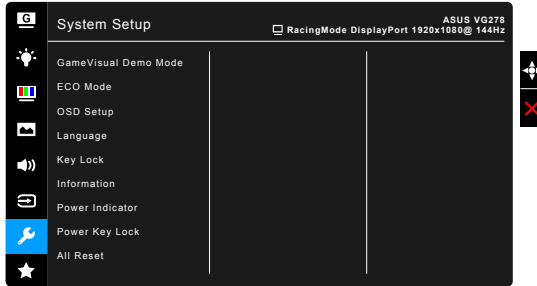 G
System Setup
ASUS VG278
RacingMode DisplayPort 1920x1080@ 144Hz
GameVisual Demo Mode
ECO Mode
OSD Setup
Language
Key Lock
Information
Power Indicator
Power Key Lock
All Reset